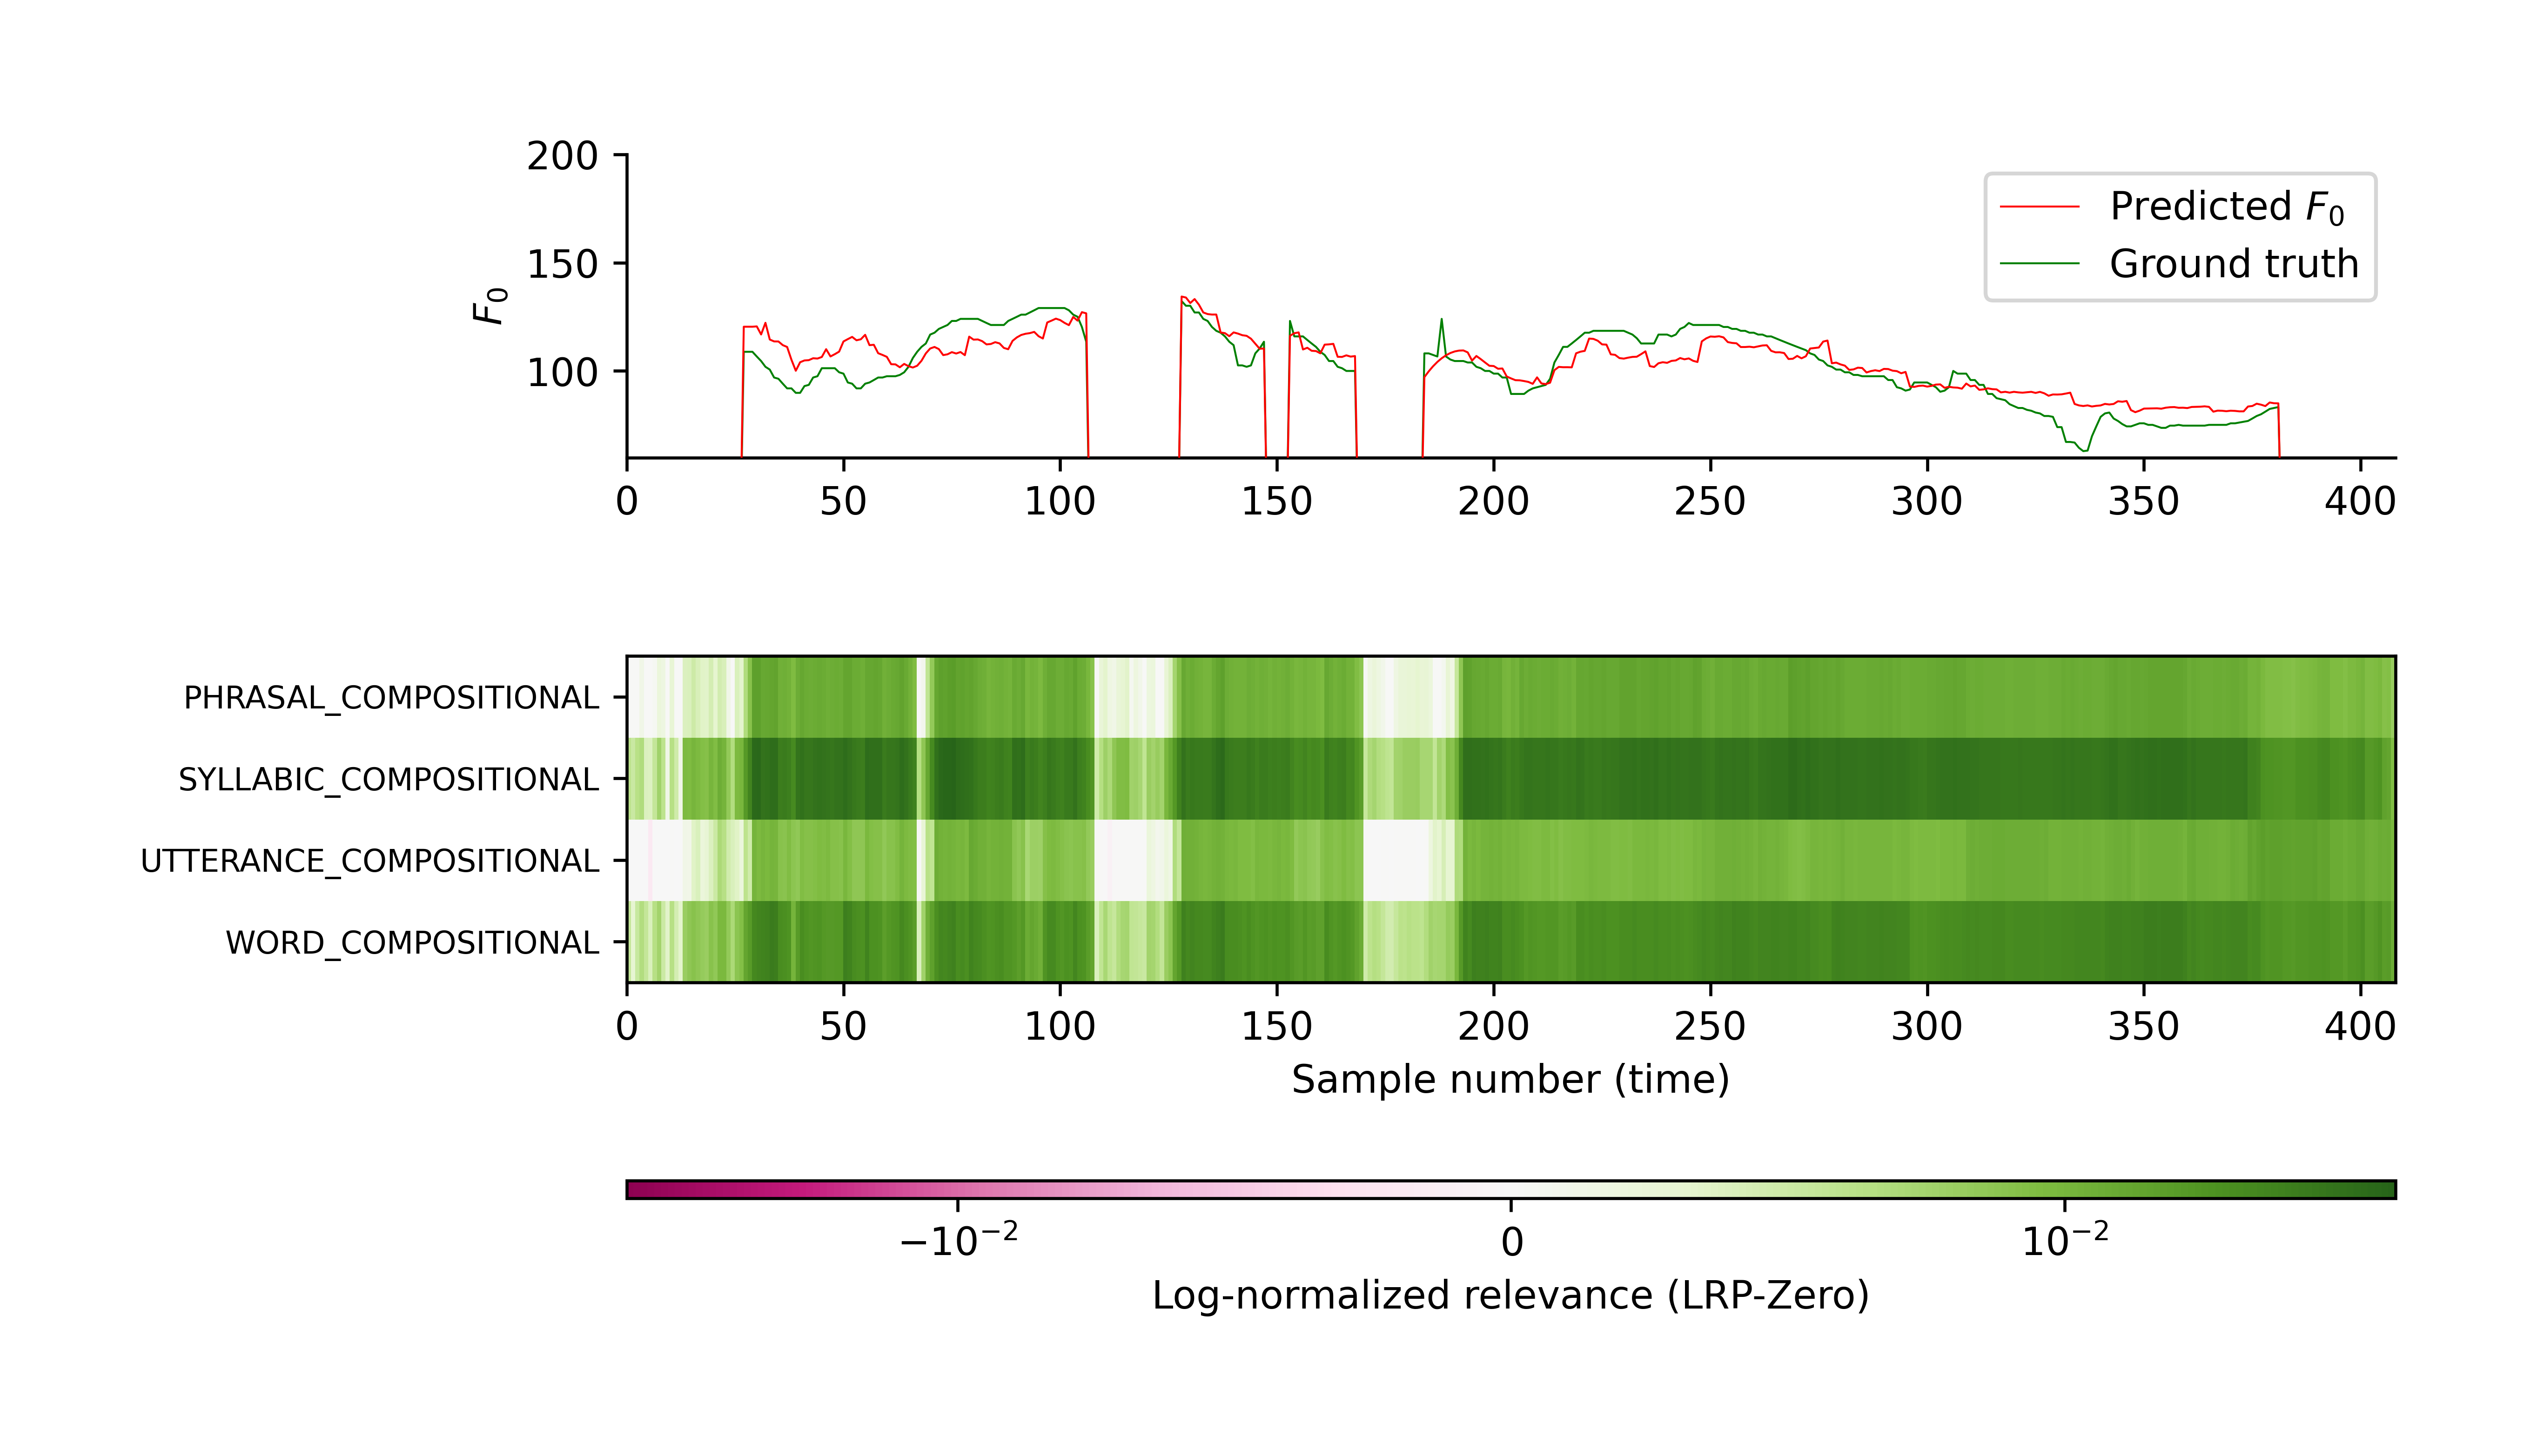 200
150
100
F0
Predicted F0
Ground truth
0 50 100 150 200 250 300 350 400
PHRASAL_COMPOSITIONAL
SYLLABIC_COMPOSITIONAL
UTTERANCE_COMPOSITIONAL
WORD_COMPOSITIONAL
0 50 100 150 200 250 300 350 400
Sample number (time)
−10−2 0 10−2
Log-normalized relevance (LRP-Zero)